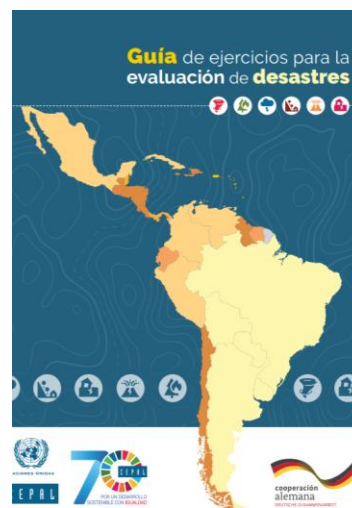 Guía de ejercicios para la
evaluación de desastres
NACIONES UNIDAS
CEPAL
70
CEPAL
POR UN DESARROLLO
SOSTENIBLE CON IGUALDAD
cooperación
alemana
DEUTSCHE ZUSAMMENARBEIT